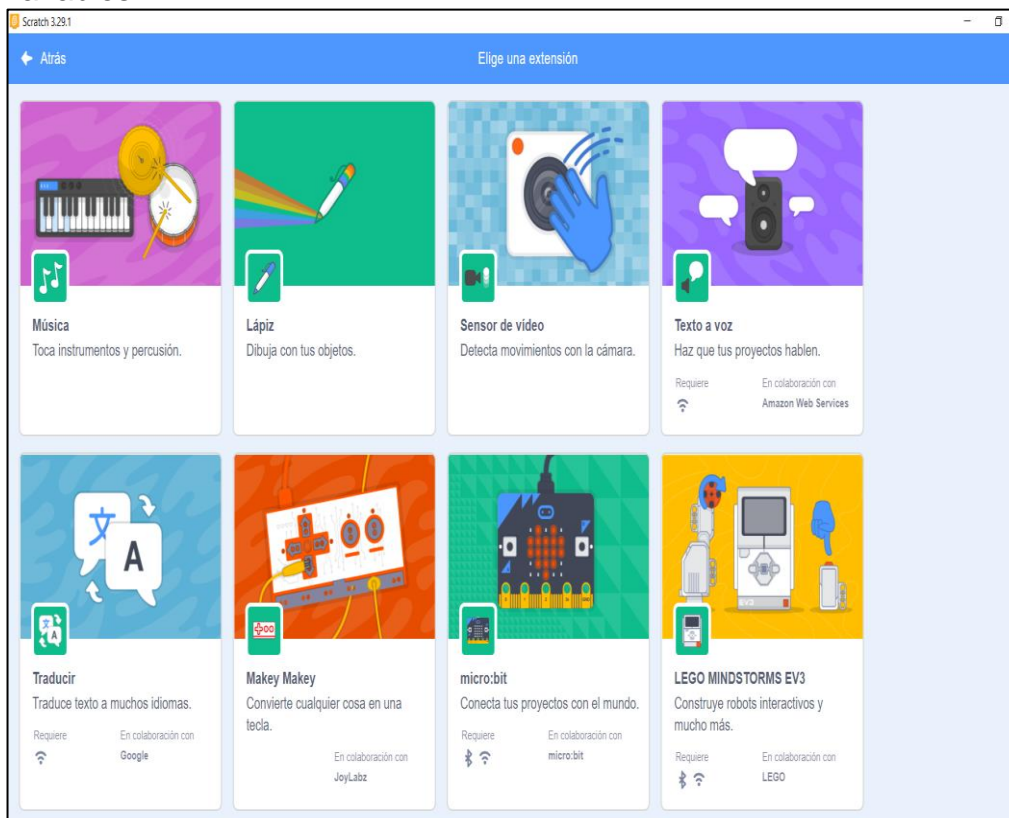 Scratch 3.29.1
Atrás
Elige una extensión
Música
Toca instrumentos y percusión.
Lápiz
Dibuja con tus objetos.
Sensor de vídeo
Detecta movimientos con la cámara.
Texto a voz
Haz que tus proyectos hablen.
Requiere
En colaboración con
Amazon Web Services
文
A
文
A
Traducir
Traduce texto a muchos idiomas.
Requiere
En colaboración con
Google
Makey Makey
Convierte cualquier cosa en una
tecla.
En colaboración con
JoyLabz
micro:bit
Conecta tus proyectos con el mundo.
Requiere
En colaboración con
micro:bit
EV3
LEGO MINDSTORMS EV3
Construye robots interactivos y
mucho más.
Requiere
En colaboración con
LEGO